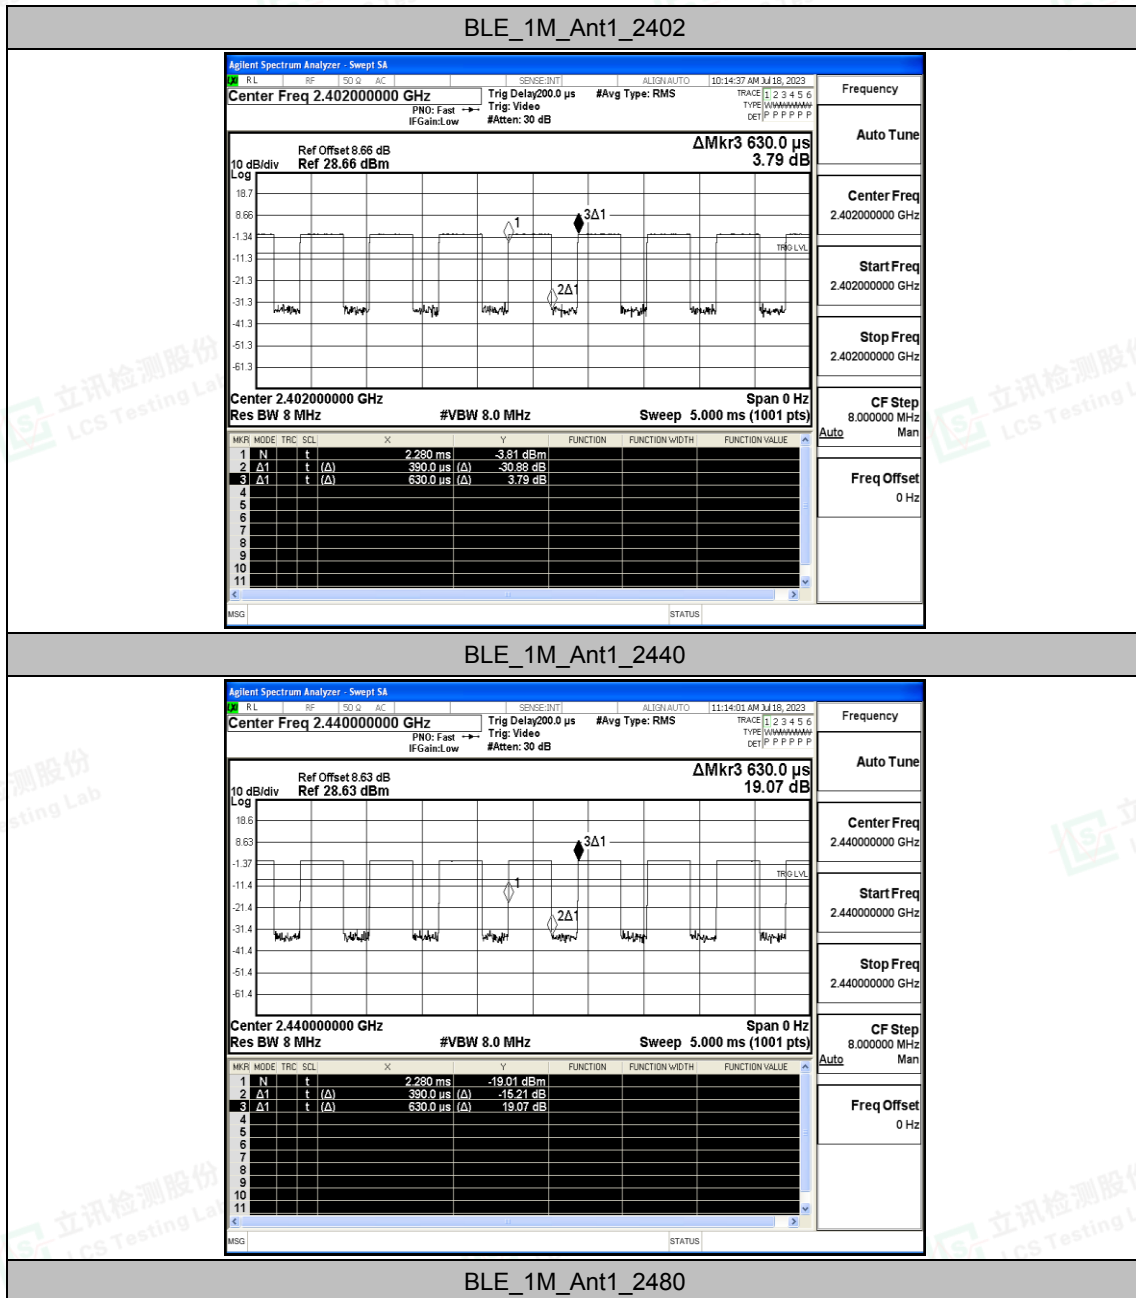 BLE_1M_Ant1_2402
Agilent Spectrum Analyzer - Swept SA
RL RF 50 Ω AC SENSE:INT ALIGNAUTO 10:14:37 AM Jul 18, 2023
Center Freq 2.402000000 GHz
PNO: Fast
IFGain:Low
Trig Delay200.0 µs
Trig: Video
#Atten: 30 dB
#Avg Type: RMS
TRACE 1 2 3 4 5 6
TYPE
DET P P P P P P
ΔMkr3 630.0 µs
3.79 dB
Ref Offset 8.66 dB
10 dB/div Ref 28.66 dBm
Log
18.7
8.66
-1.34
-11.3
-21.3
-31.3
-41.3
-51.3
-61.3
1
3Δ1
2Δ1
TRIG LVL
Center 2.402000000 GHz Span 0 Hz
Res BW 8 MHz #VBW 8.0 MHz Sweep 5.000 ms (1001 pts)
MKR MODE TRC SCL X Y FUNCTION FUNCTION WIDTH FUNCTION VALUE
1 N t 2.280 ms -3.81 dBm
2 Δ1 t (Δ) 390.0 µs (Δ) -30.88 dB
3 Δ1 t (Δ) 630.0 µs (Δ) 3.79 dB
4
5
6
7
8
9
10
11
MSG STATUS
Frequency
Auto Tune
Center Freq
2.402000000 GHz
Start Freq
2.402000000 GHz
Stop Freq
2.402000000 GHz
CF Step
8.000000 MHz
Auto Man
Freq Offset
0 Hz
BLE_1M_Ant1_2440
Agilent Spectrum Analyzer - Swept SA
RL RF 50 Ω AC SENSE:INT ALIGNAUTO 11:14:01 AM Jul 18, 2023
Center Freq 2.440000000 GHz
PNO: Fast
IFGain:Low
Trig Delay200.0 µs
Trig: Video
#Atten: 30 dB
#Avg Type: RMS
TRACE 1 2 3 4 5 6
TYPE
DET P P P P P P
ΔMkr3 630.0 µs
19.07 dB
Ref Offset 8.63 dB
10 dB/div Ref 28.63 dBm
Log
18.6
8.63
-1.37
-11.4
-21.4
-31.4
-41.4
-51.4
-61.4
1
3Δ1
2Δ1
TRIG LVL
Center 2.440000000 GHz Span 0 Hz
Res BW 8 MHz #VBW 8.0 MHz Sweep 5.000 ms (1001 pts)
MKR MODE TRC SCL X Y FUNCTION FUNCTION WIDTH FUNCTION VALUE
1 N t 2.280 ms -19.01 dBm
2 Δ1 t (Δ) 390.0 µs (Δ) -15.21 dB
3 Δ1 t (Δ) 630.0 µs (Δ) 19.07 dB
4
5
6
7
8
9
10
11
MSG STATUS
Frequency
Auto Tune
Center Freq
2.440000000 GHz
Start Freq
2.440000000 GHz
Stop Freq
2.440000000 GHz
CF Step
8.000000 MHz
Auto Man
Freq Offset
0 Hz
BLE_1M_Ant1_2480
立讯检测股份
LCS Testing Lab